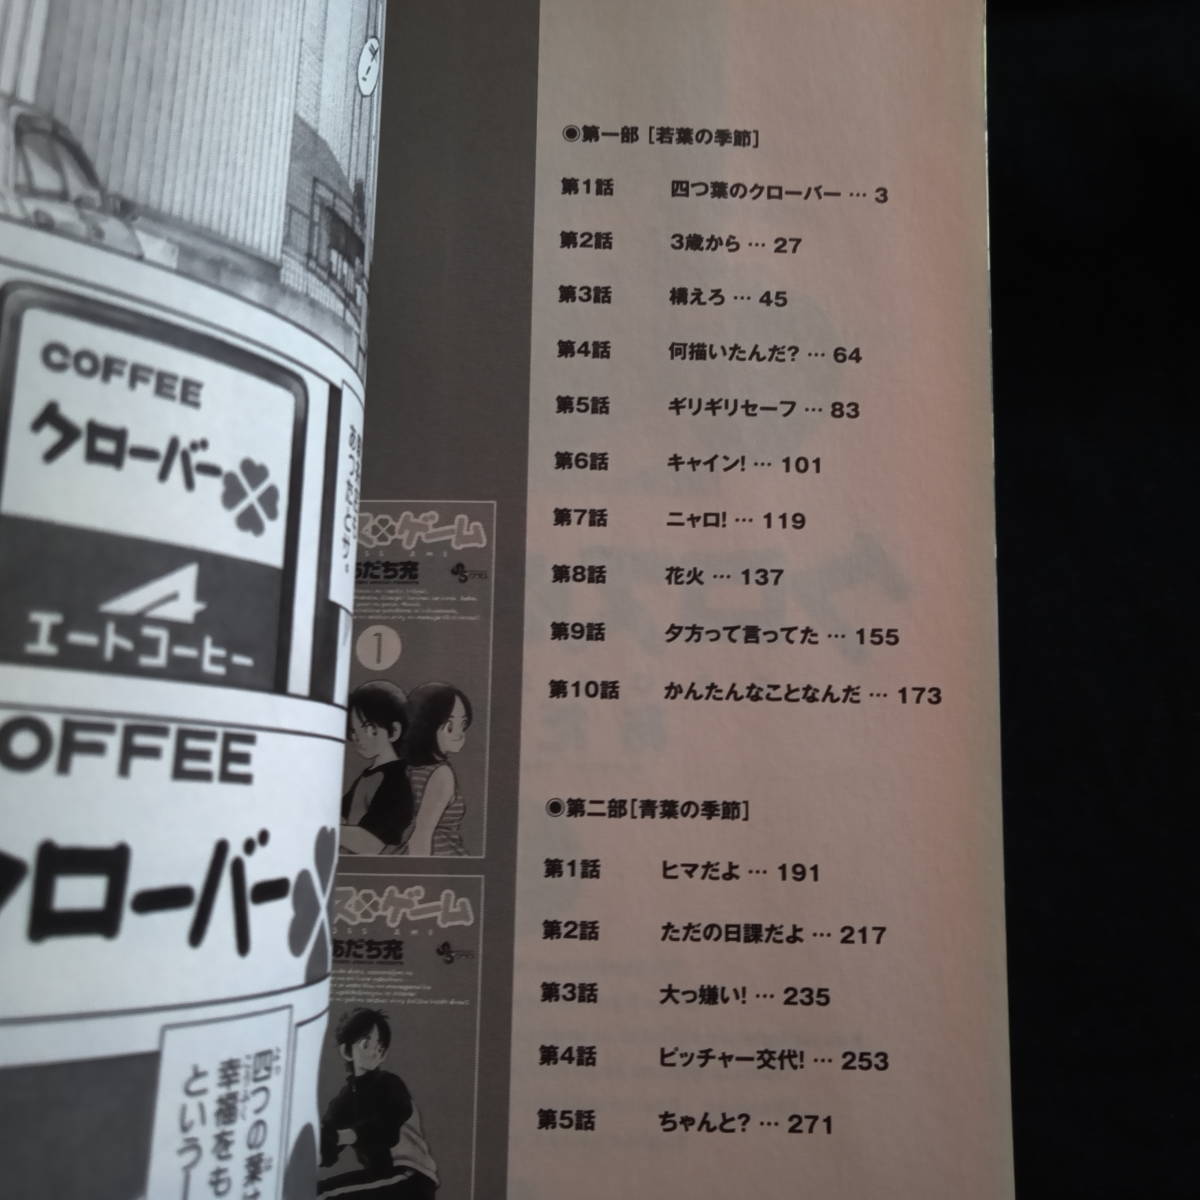 ◉第一部 [若葉の季節]
第1話 四つ葉のクローバー … 3
第2話 3歳から … 27
第3話 構えろ … 45
第4話 何描いたんだ? … 64
第5話 ギリギリセーフ … 83
第6話 キャイン! … 101
第7話 ニャロ! … 119
第8話 花火 … 137
第9話 夕方って言ってた … 155
第10話 かんたんなことなんだ … 173
◉第二部[青葉の季節]
第1話 ヒマだよ … 191
第2話 ただの日課だよ … 217
第3話 大っ嫌い! … 235
第4話 ピッチャー交代! … 253
第5話 ちゃんと? … 271
ス ゲーム
あだち充
1
ス ゲーム
あだち充
COFFEE
クローバー
エートコーヒー
COFFEE
クローバー
四つの葉は
幸福をも
という―